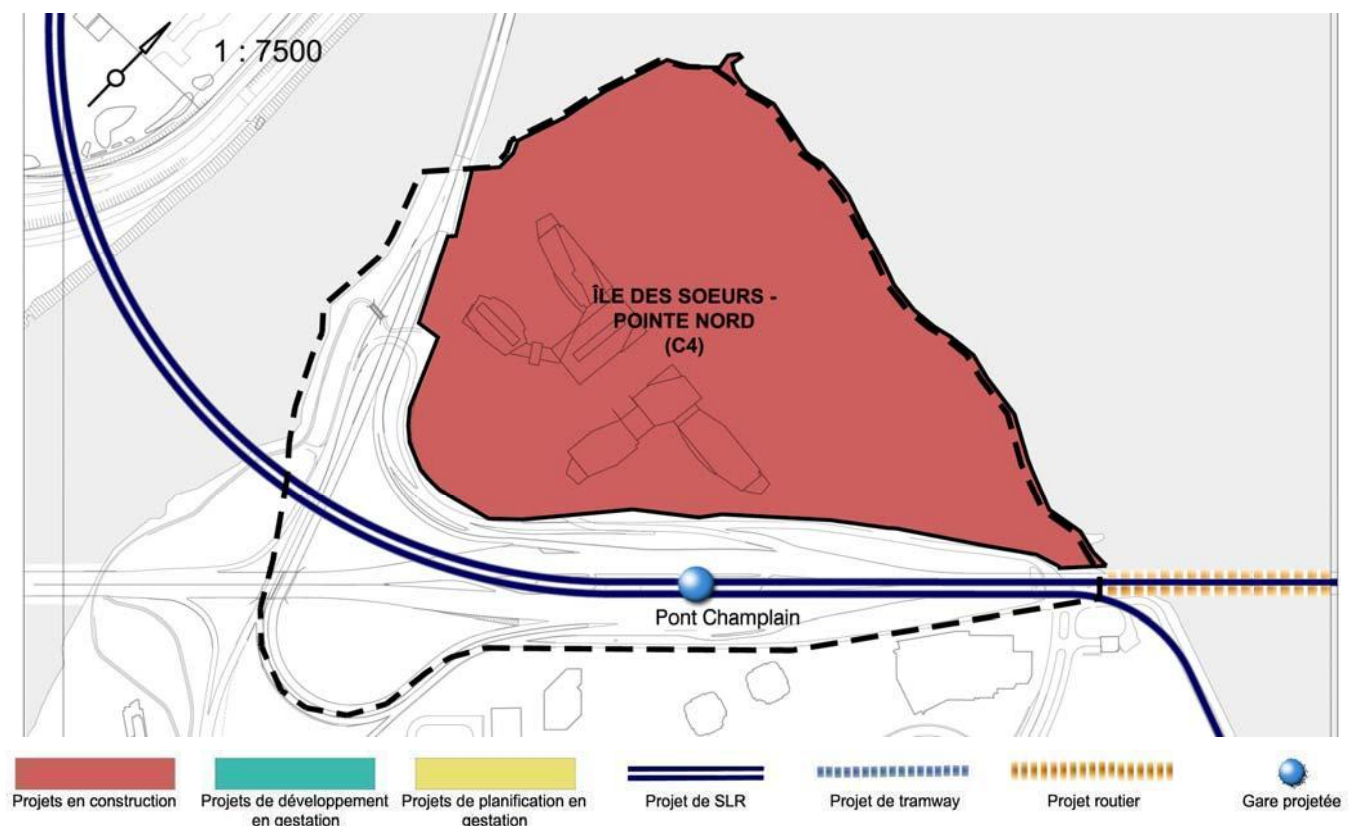 1 : 7500
ÎLE DES SOEURS -
POINTE NORD
(C4)
Pont Champlain
Projets en construction
Projets de développement
en gestation
Projets de planification en
gestation
Projet de SLR
Projet de tramway
Projet routier
Gare projetée